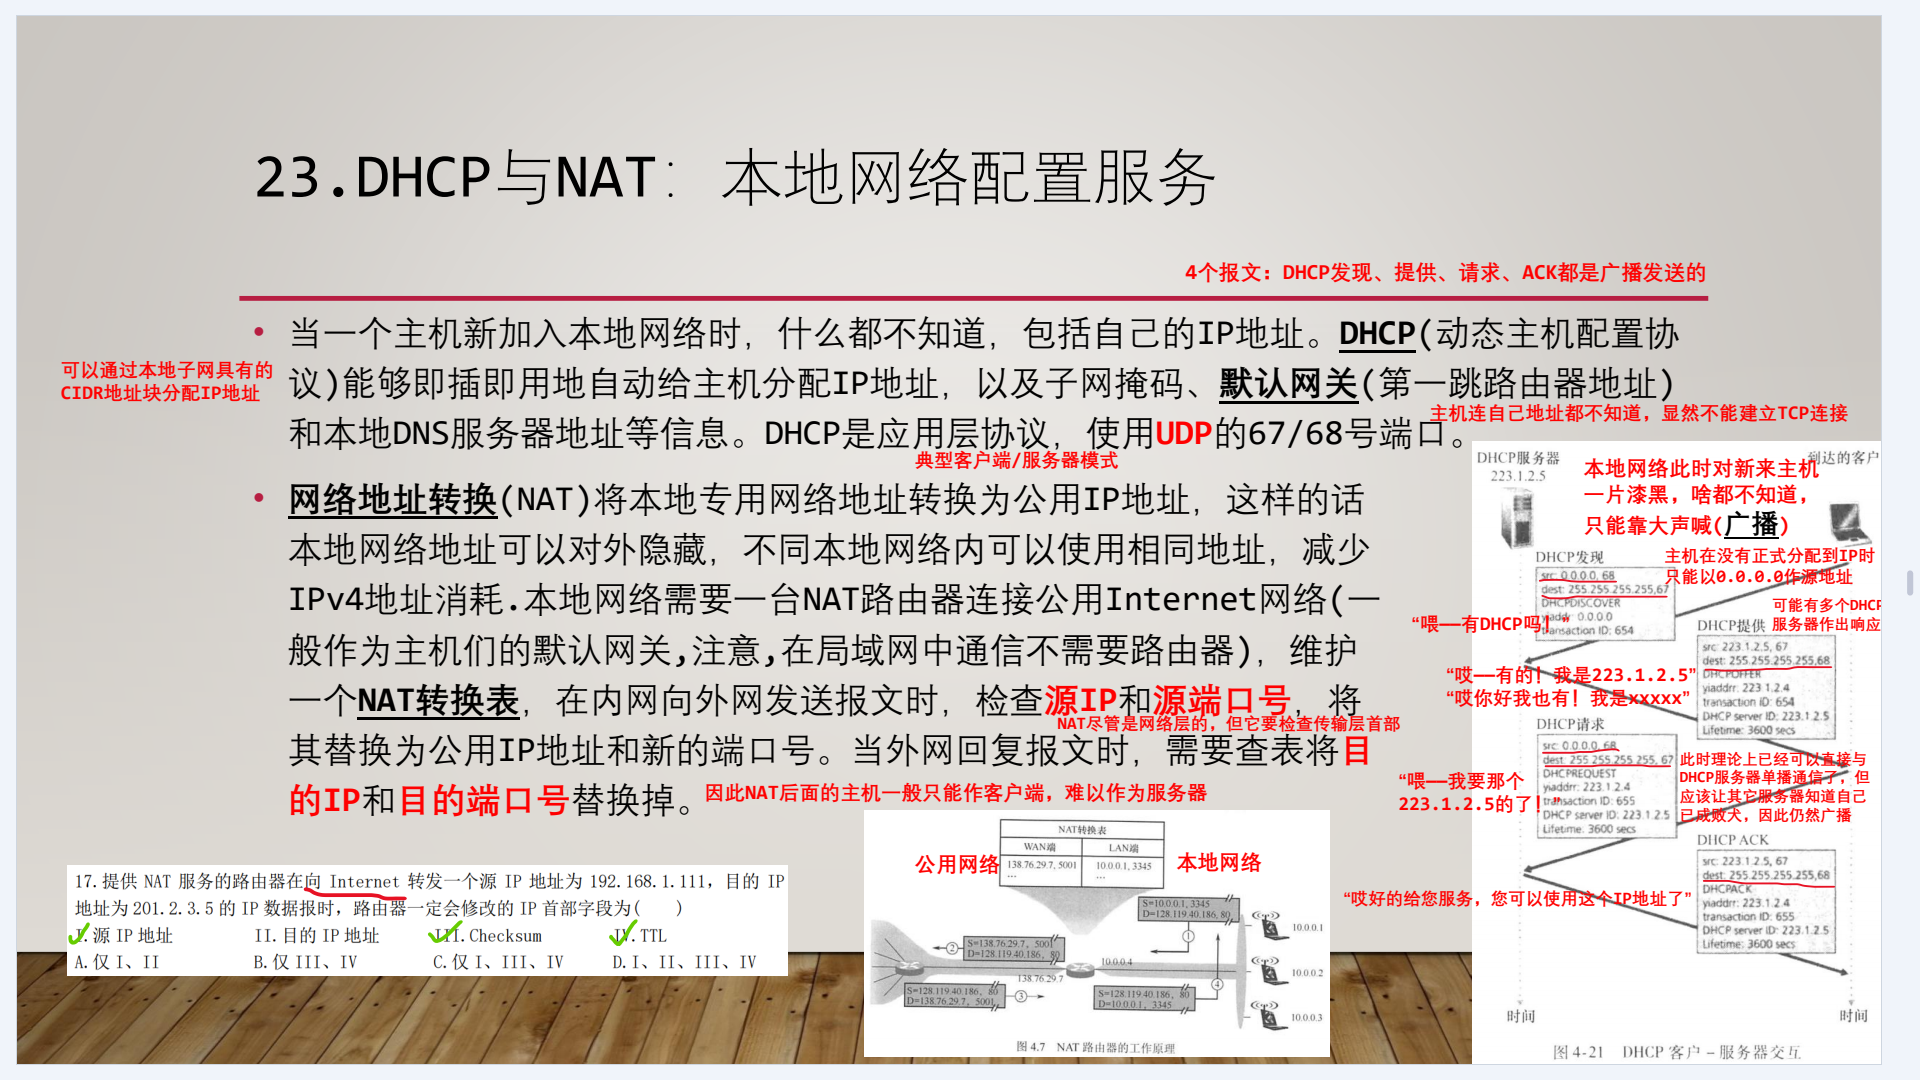 23.DHCP与NAT：本地网络配置服务
4个报文：DHCP发现、提供、请求、ACK都是广播发送的
• 当一个主机新加入本地网络时，什么都不知道，包括自己的IP地址。DHCP(动态主机配置协
议)能够即插即用地自动给主机分配IP地址，以及子网掩码、默认网关(第一跳路由器地址)
和本地DNS服务器地址等信息。DHCP是应用层协议，使用UDP的67/68号端口。
可以通过本地子网具有的
CIDR地址块分配IP地址
主机连自己地址都不知道，显然不能建立TCP连接
典型客户端/服务器模式
• 网络地址转换(NAT)将本地专用网络地址转换为公用IP地址，这样的话
本地网络地址可以对外隐藏，不同本地网络内可以使用相同地址，减少
IPv4地址消耗.本地网络需要一台NAT路由器连接公用Internet网络(一
般作为主机们的默认网关,注意,在局域网中通信不需要路由器)，维护
一个NAT转换表，在内网向外网发送报文时，检查源IP和源端口号，将
NAT尽管是网络层的，但它要检查传输层首部
其替换为公用IP地址和新的端口号。当外网回复报文时，需要查表将目
的IP和目的端口号替换掉。
因此NAT后面的主机一般只能作客户端，难以作为服务器
17.提供 NAT 服务的路由器在向 Internet 转发一个源 IP 地址为 192.168.1.111，目的 IP
地址为 201.2.3.5 的 IP 数据报时，路由器一定会修改的 IP 首部字段为(    )
I.源 IP 地址 II.目的 IP 地址 III.Checksum IV.TTL
A.仅 I、II B.仅 III、IV C.仅 I、III、IV D.I、II、III、IV
NAT转换表
WAN端 LAN端
138.76.29.7, 5001 10.0.0.1, 3345
… …
公用网络
本地网络
S=10.0.0.1, 3345
D=128.119.40.186, 80
①
10.0.0.1
②
S=138.76.29.7, 5001
D=128.119.40.186, 80
10.0.0.4
138.76.29.7
10.0.0.2
S=128.119.40.186, 80
D=138.76.29.7, 5001
③
S=128.119.40.186, 80
D=10.0.0.1, 3345
④
10.0.0.3
图 4.7 NAT 路由器的工作原理
DHCP服务器
223.1.2.5
到达的客户
本地网络此时对新来主机
一片漆黑，啥都不知道，
只能靠大声喊(广播)
DHCP发现
src: 0.0.0.0, 68
dest: 255.255.255.255,67
DHCPDISCOVER
yiaddr: 0.0.0.0
transaction ID: 654
主机在没有正式分配到IP时
只能以0.0.0.0作源地址
可能有多个DHCP
服务器作出响应
“喂——有DHCP吗！”
DHCP提供
src: 223.1.2.5, 67
dest: 255.255.255.255,68
DHCPOFFER
yiaddrr: 223.1.2.4
transaction ID: 654
DHCP server ID: 223.1.2.5
Lifetime: 3600 secs
“哎——有的！我是223.1.2.5”
“哎你好我也有！我是xxxxx”
DHCP请求
src: 0.0.0.0, 68
dest: 255.255.255.255, 67
DHCPREQUEST
yiaddrr: 223.1.2.4
transaction ID: 655
DHCP server ID: 223.1.2.5
Lifetime: 3600 secs
“喂——我要那个
223.1.2.5的了！”
此时理论上已经可以直接与
DHCP服务器单播通信了，但
应该让其它服务器知道自己
已成败犬，因此仍然广播
DHCP ACK
src: 223.1.2.5, 67
dest: 255.255.255.255,68
DHCPACK
yiaddrr: 223.1.2.4
transaction ID: 655
DHCP server ID: 223.1.2.5
Lifetime: 3600 secs
“哎好的给您服务，您可以使用这个IP地址了”
时间
时间
图 4-21 DHCP 客户–服务器交互